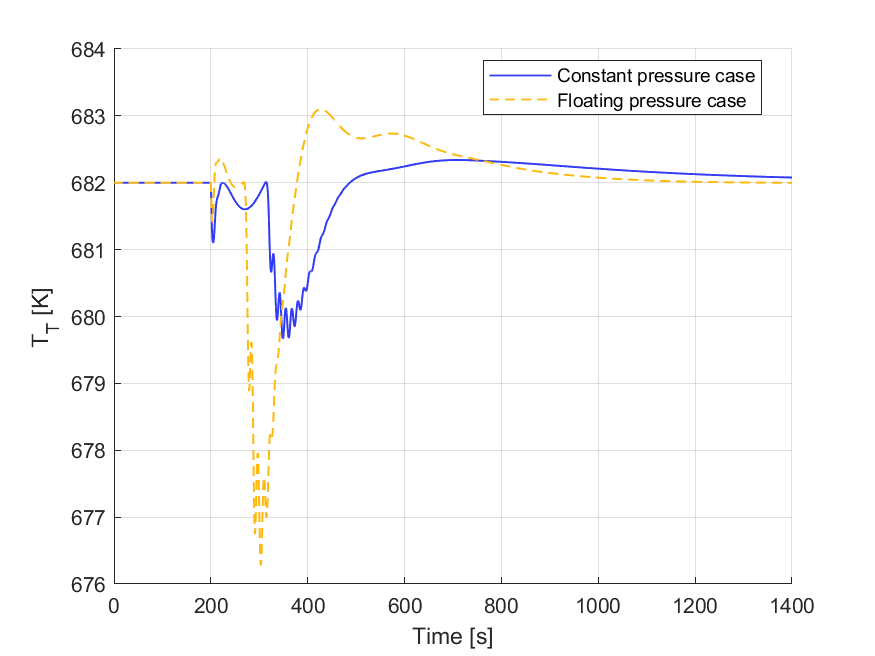 684
683
682
681
680
679
678
677
676
T_T [K]
Constant pressure case
Floating pressure case
0 200 400 600 800 1000 1200 1400
Time [s]